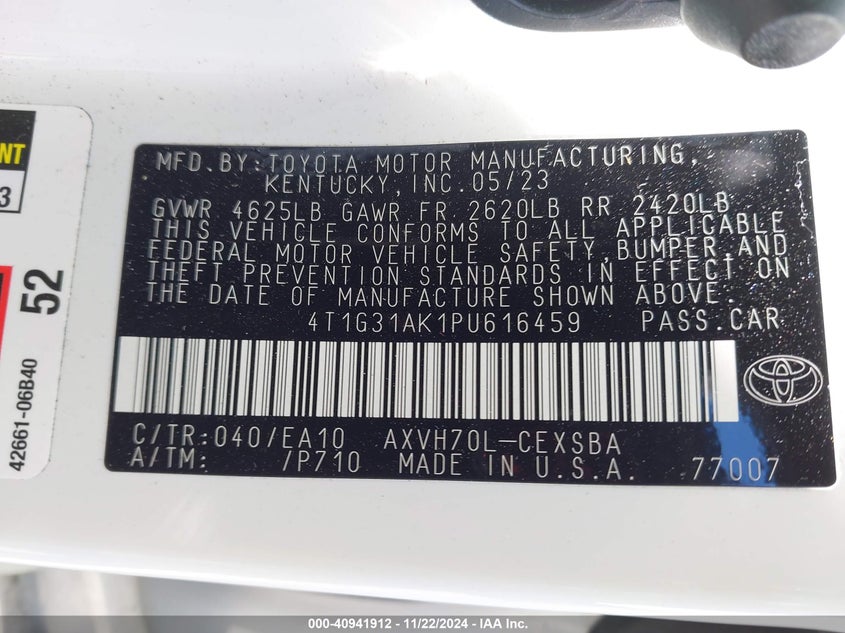 MFD.BY:TOYOTA MOTOR MANUFACTURING,
KENTUCKY,INC.05/23
GVWR 4625LB GAWR FR 2620LB RR 2420LB
THIS VEHICLE CONFORMS TO ALL APPLICABLE
FEDERAL MOTOR VEHICLE SAFETY,BUMPER,AND
THEFT PREVENTION STANDARDS IN EFFECT ON
THE DATE OF MANUFACTURE SHOWN ABOVE.
4T1G31AK1PU616459 PASS.CAR
C/TR:040/EA10 AXVH70L-CEXSBA
A/TM: /P710 MADE IN U.S.A. 77007
52
42661-06B40
000-40941912 - 11/22/2024 - IAA Inc.